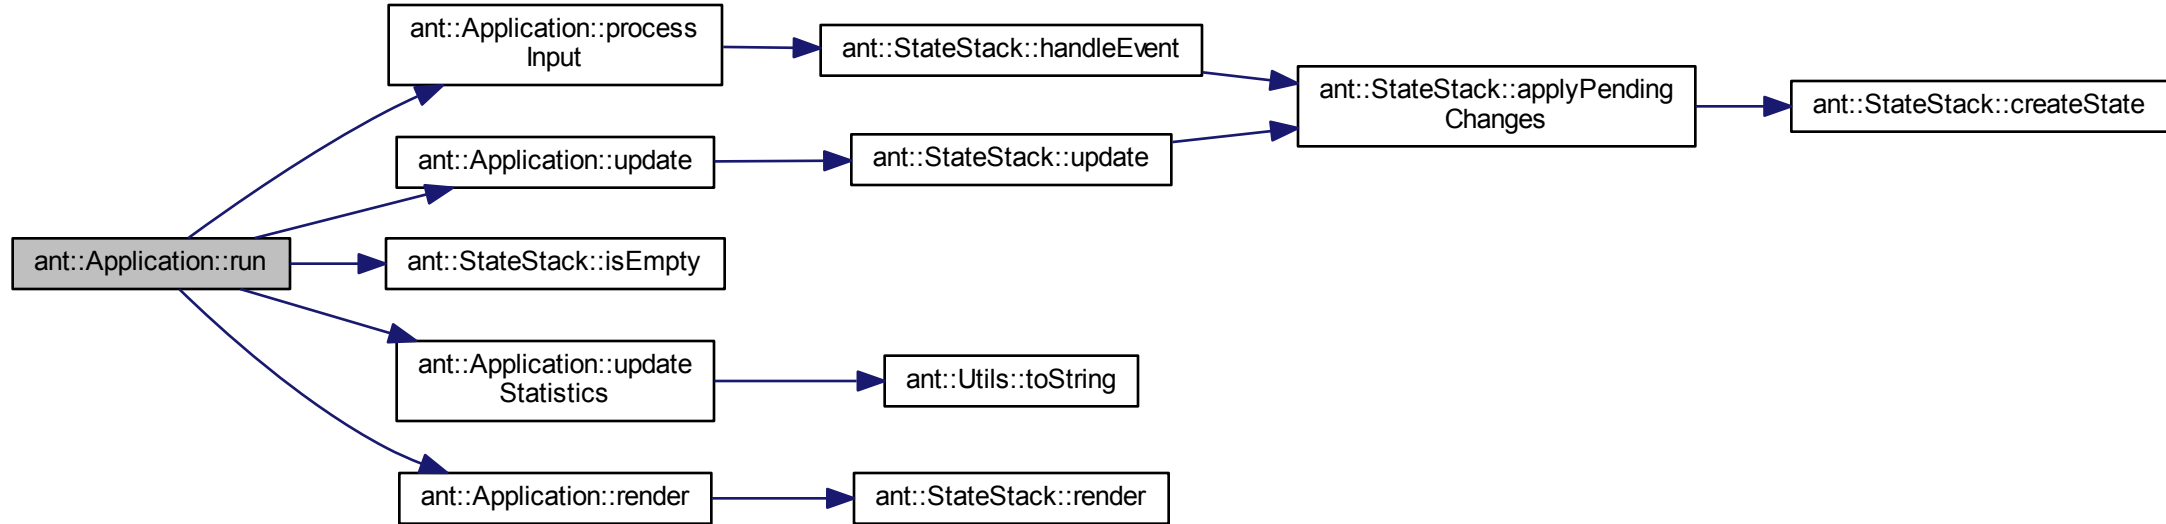 ant::Application::process
Input
ant::StateStack::handleEvent
ant::StateStack::applyPending
Changes
ant::StateStack::createState
ant::Application::update
ant::StateStack::update
ant::Application::run
ant::StateStack::isEmpty
ant::Application::update
Statistics
ant::Utils::toString
ant::Application::render
ant::StateStack::render